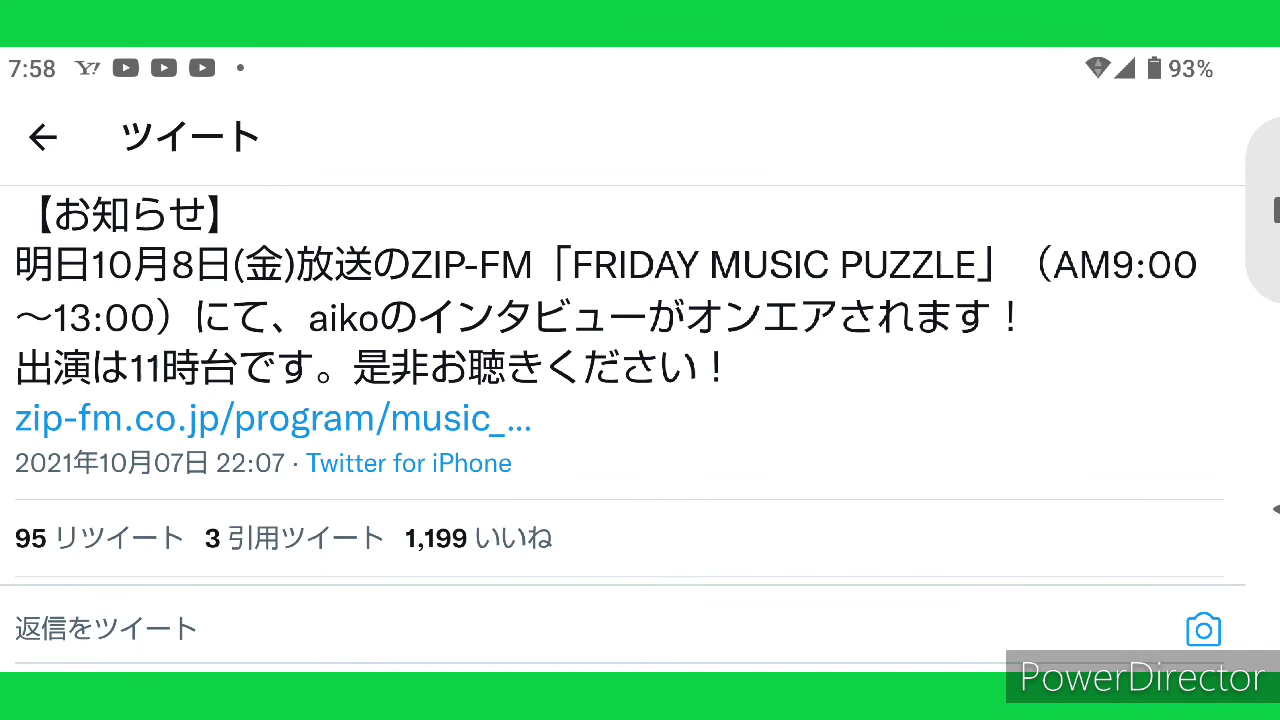 7:58 Y! 93%
ツイート
【お知らせ】
明日10月8日(金)放送のZIP-FM「FRIDAY MUSIC PUZZLE」（AM9:00
〜13:00）にて、aikoのインタビューがオンエアされます！
出演は11時台です。是非お聴きください！
zip-fm.co.jp/program/music_...
2021年10月07日 22:07 · Twitter for iPhone
95 リツイート 3 引用ツイート 1,199 いいね
返信をツイート
PowerDirector